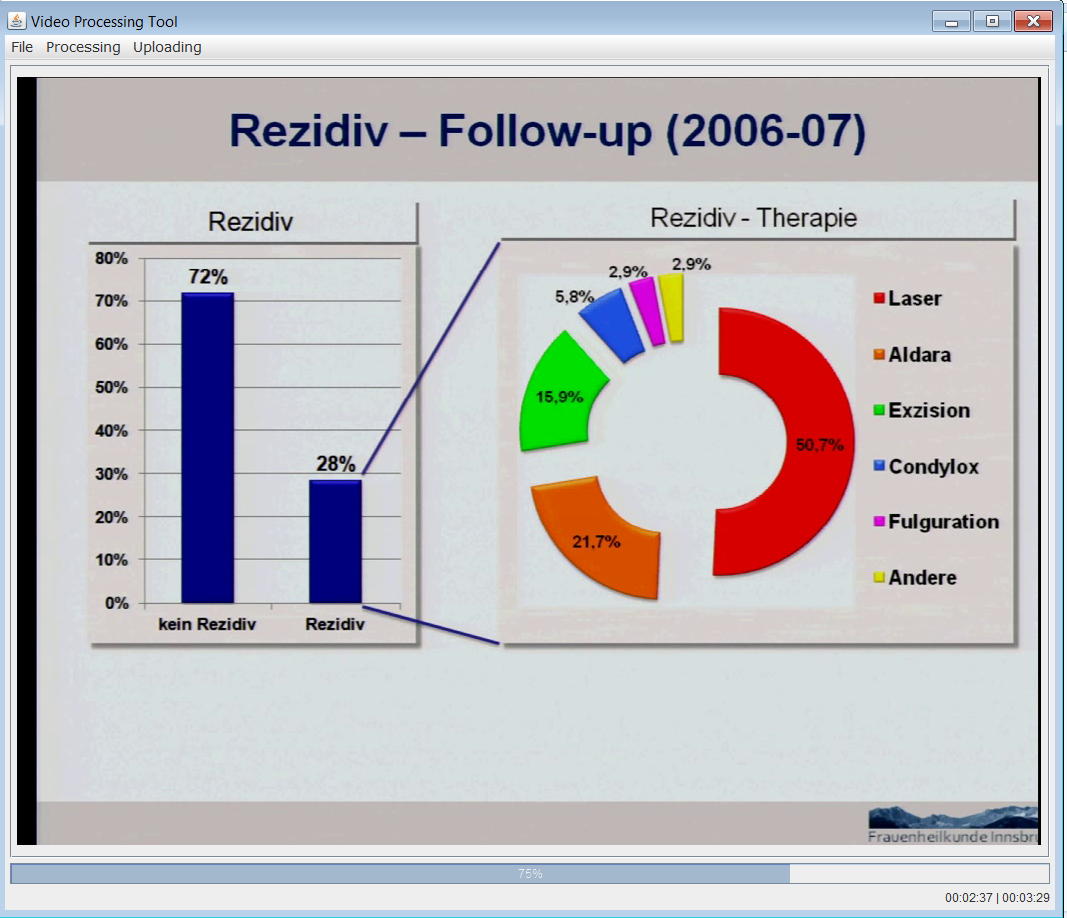 Video Processing Tool
File Processing Uploading
Rezidiv – Follow-up (2006-07)
Rezidiv
80%
70%
60%
50%
40%
30%
20%
10%
0%
72%
28%
kein Rezidiv Rezidiv
Rezidiv - Therapie
2,9% 2,9%
5,8%
15,9%
50,7%
21,7%
Laser
Aldara
Exzision
Condylox
Fulguration
Andere
Frauenheilkunde Innsbru
75%
00:02:37 | 00:03:29